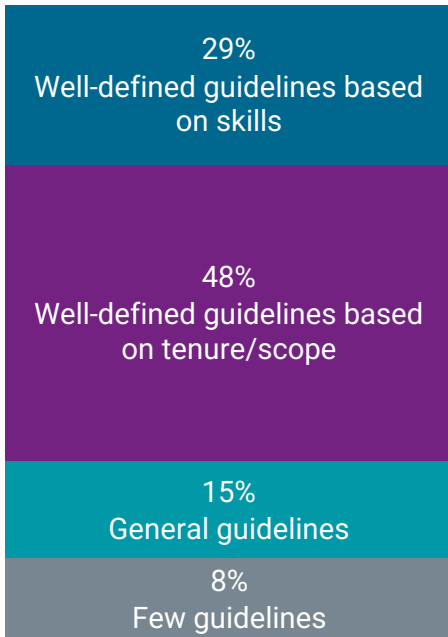 29%
Well-defined guidelines based
on skills
48%
Well-defined guidelines based
on tenure/scope
15%
General guidelines
8%
Few guidelines